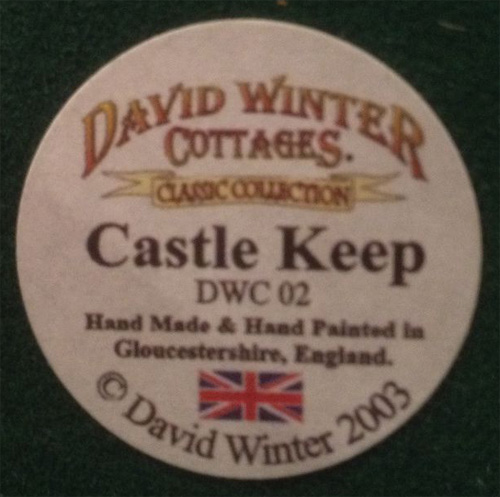 DAVID WINTER
COTTAGES.
CLASSIC COLLECTION
Castle Keep
DWC 02
Hand Made & Hand Painted in
Gloucestershire, England.
© David Winter 2003